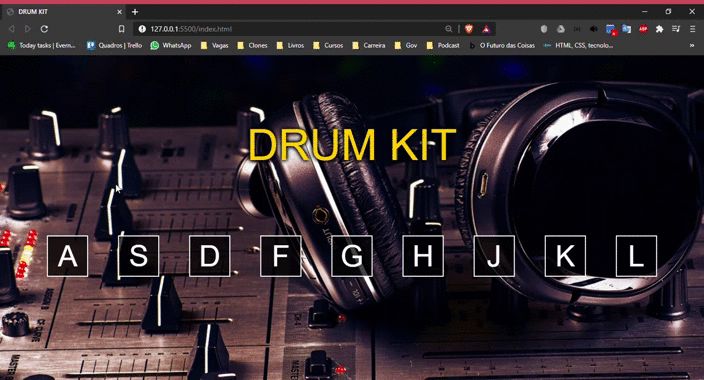 DRUM KIT
127.0.0.1:5500/index.html
Today tasks | Evern... Quadros | Trello WhatsApp Vagas Clones Livros Cursos Carreira Gov Podcast O Futuro das Coisas HTML, CSS, tecnolo...
DRUM KIT
A S D F G H J K L